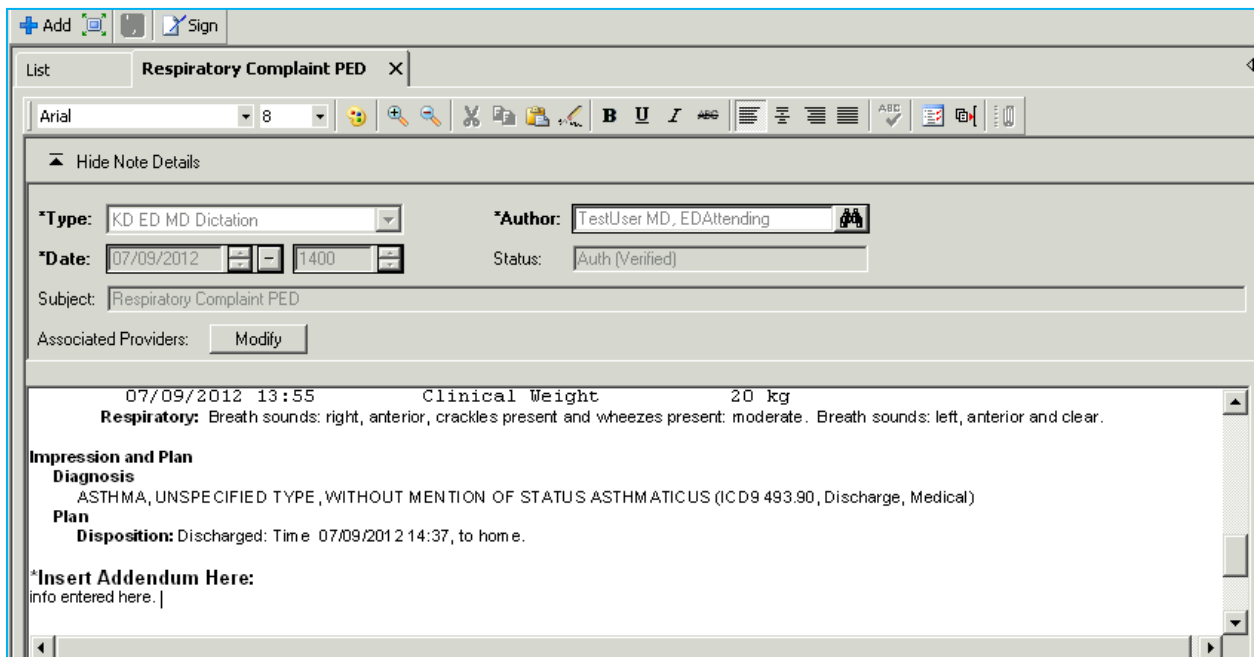 Add Sign
List Respiratory Complaint PED X
Arial 8 B U I ABC ABC
Hide Note Details
*Type: KD ED MD Dictation *Author: TestUser MD, EDAttending
*Date: 07/09/2012 1400 Status: Auth (Verified)
Subject: Respiratory Complaint PED
Associated Providers: Modify
07/09/2012 13:55 Clinical Weight 20 kg
Respiratory: Breath sounds: right, anterior, crackles present and wheezes present: moderate. Breath sounds: left, anterior and clear.
Impression and Plan
Diagnosis
ASTHMA, UNSPECIFIED TYPE, WITHOUT MENTION OF STATUS ASTHMATICUS (ICD9 493.90, Discharge, Medical)
Plan
Disposition: Discharged: Time 07/09/2012 14:37, to home.
*Insert Addendum Here:
info entered here.